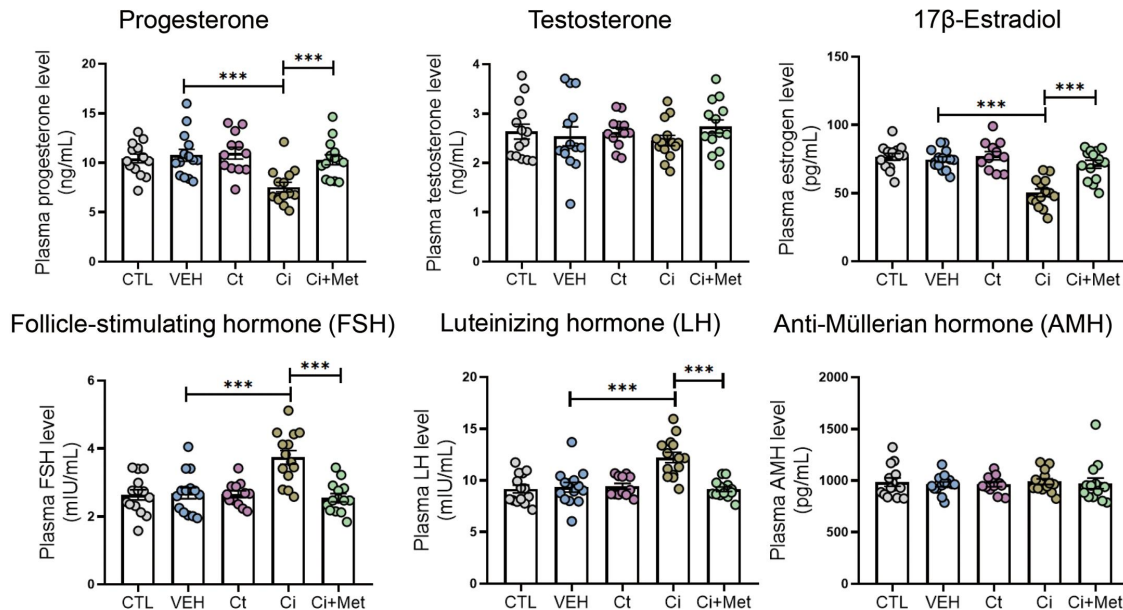 Progesterone
Plasma progesterone level
(ng/mL)
20
15
10
5
0
***
***
CTL VEH Ct Ci Ci+Met
Testosterone
Plasma testosterone level
(ng/mL)
4
3
2
1
0
CTL VEH Ct Ci Ci+Met
17β-Estradiol
Plasma estrogen level
(pg/mL)
150
100
50
0
***
***
CTL VEH Ct Ci Ci+Met
Follicle-stimulating hormone (FSH)
Plasma FSH level
(mIU/mL)
6
4
2
0
***
***
CTL VEH Ct Ci Ci+Met
Luteinizing hormone (LH)
Plasma LH level
(mIU/mL)
20
15
10
5
0
***
***
CTL VEH Ct Ci Ci+Met
Anti-Müllerian hormone (AMH)
Plasma AMH level
(pg/mL)
2000
1500
1000
500
0
CTL VEH Ct Ci Ci+Met